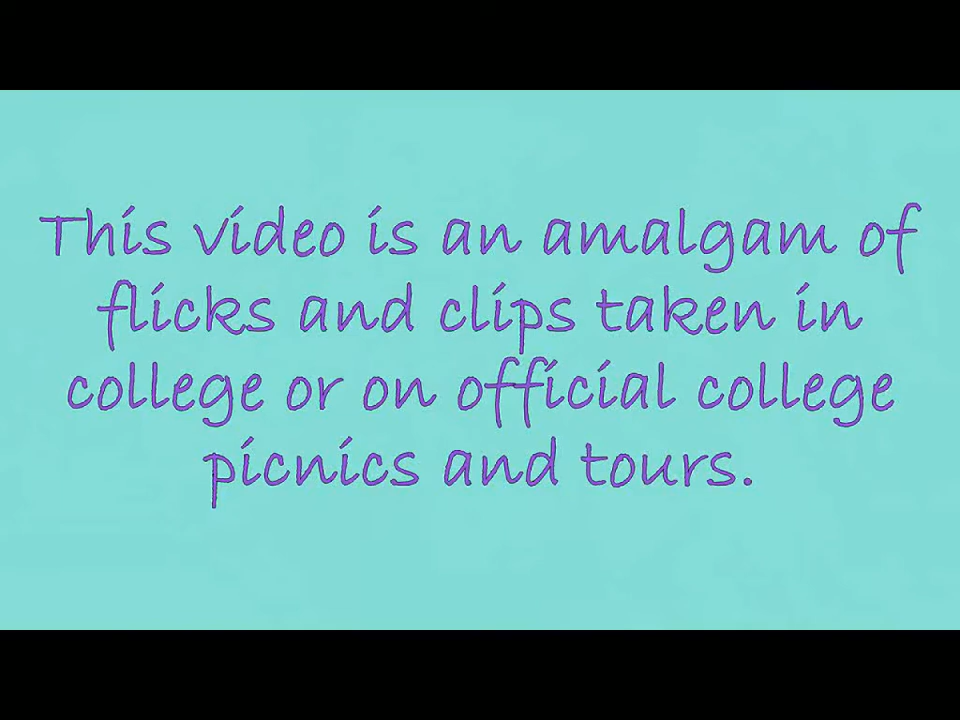 This video is an amalgam of
flicks and clips taken in
college or on official college
picnics and tours.